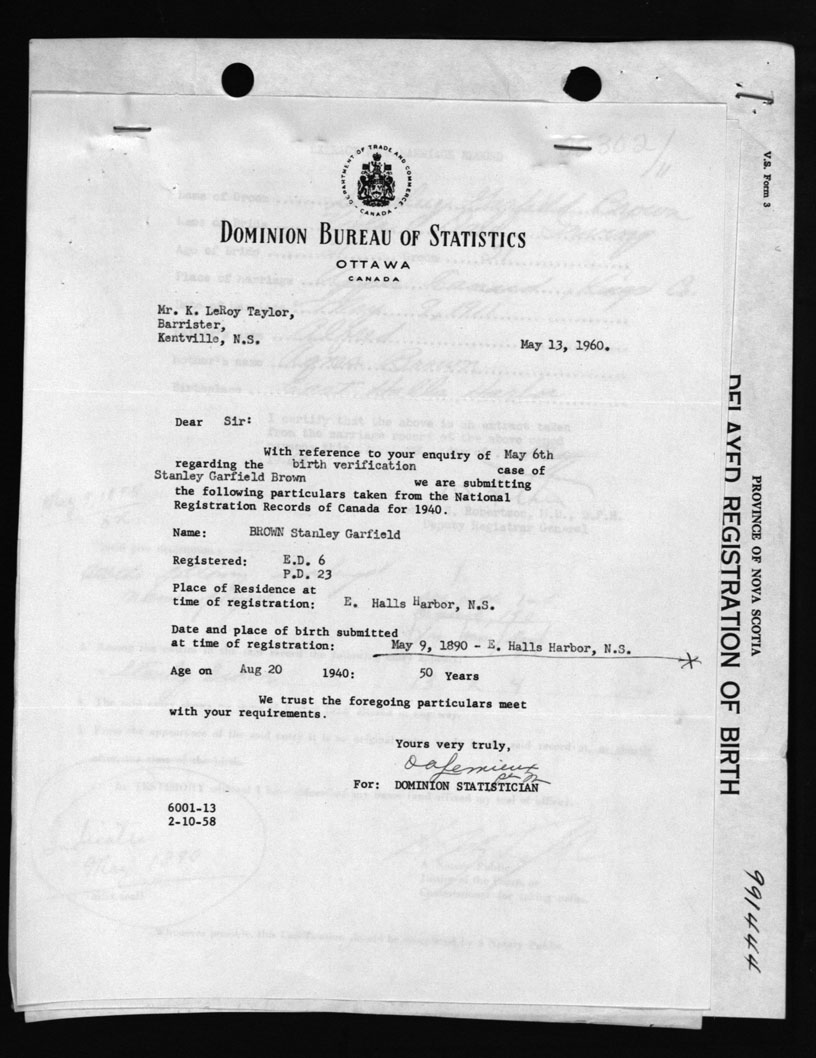 DEPARTMENT OF TRADE AND COMMERCE
CANADA
DOMINION BUREAU OF STATISTICS
OTTAWA
CANADA
Mr. K. LeRoy Taylor,
Barrister,
Kentville, N.S.
May 13, 1960.
Dear Sir:
With reference to your enquiry of May 6th
regarding the birth verification case of
Stanley Garfield Brown we are submitting
the following particulars taken from the National
Registration Records of Canada for 1940.
Name: BROWN Stanley Garfield
Registered: E.D. 6
P.D. 23
Place of Residence at
time of registration: E. Halls Harbor, N.S.
Date and place of birth submitted
at time of registration: May 9, 1890 - E. Halls Harbor, N.S.
Age on Aug 20 1940: 50 Years
We trust the foregoing particulars meet
with your requirements.
Yours very truly,
For: DOMINION STATISTICIAN
6001-13
2-10-58
V.S. Form 3
PROVINCE OF NOVA SCOTIA
DELAYED REGISTRATION OF BIRTH
991444